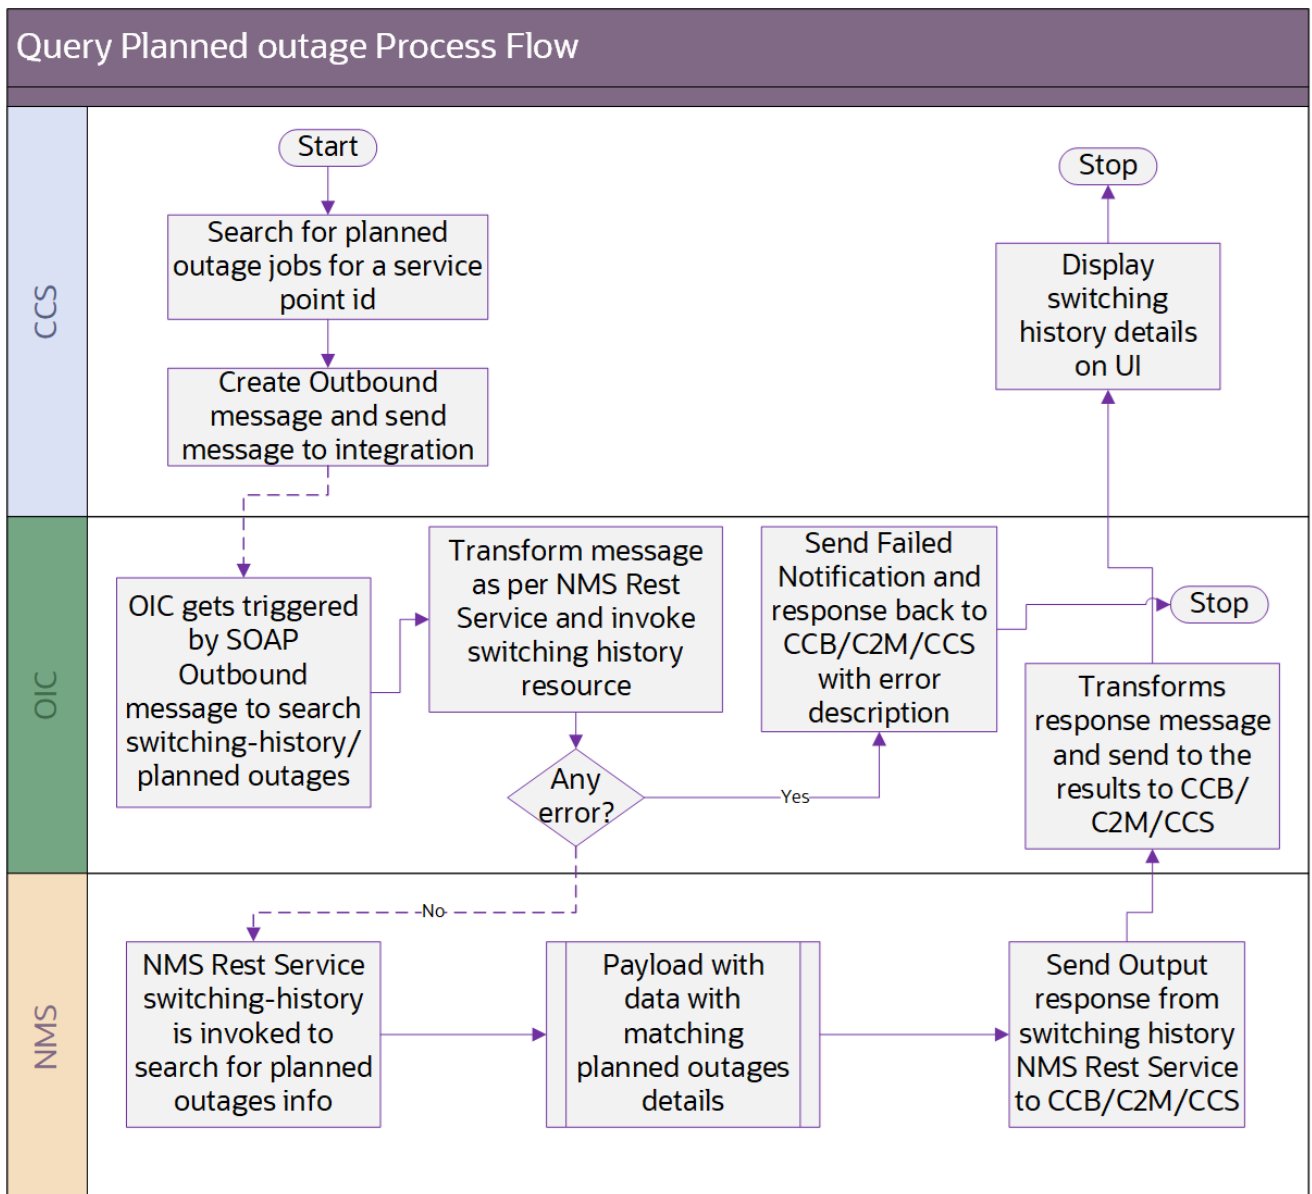 Query Planned outage Process Flow
CCS
Start
Search for planned
outage jobs for a service
point id
Create Outbound
message and send
message to integration
Stop
Display
switching
history details
on UI
OIC
OIC gets triggered
by SOAP
Outbound
message to search
switching-history/
planned outages
Transform message
as per NMS Rest
Service and invoke
switching history
resource
Any
error?
Yes
Send Failed
Notification and
response back to
CCB/C2M/CCS
with error
description
Stop
Transforms
response message
and send to the
results to CCB/
C2M/CCS
NMS
No
NMS Rest Service
switching-history
is invoked to
search for planned
outages info
Payload with
data with
matching
planned outages
details
Send Output
response from
switching history
NMS Rest Service
to CCB/C2M/CCS